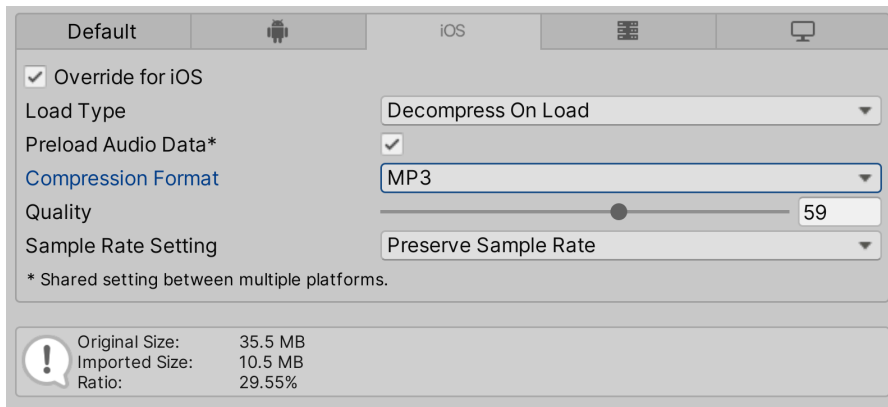 Default iOS
Override for iOS
Load Type Decompress On Load
Preload Audio Data*
Compression Format MP3
Quality 59
Sample Rate Setting Preserve Sample Rate
* Shared setting between multiple platforms.
Original Size: 35.5 MB
Imported Size: 10.5 MB
Ratio: 29.55%